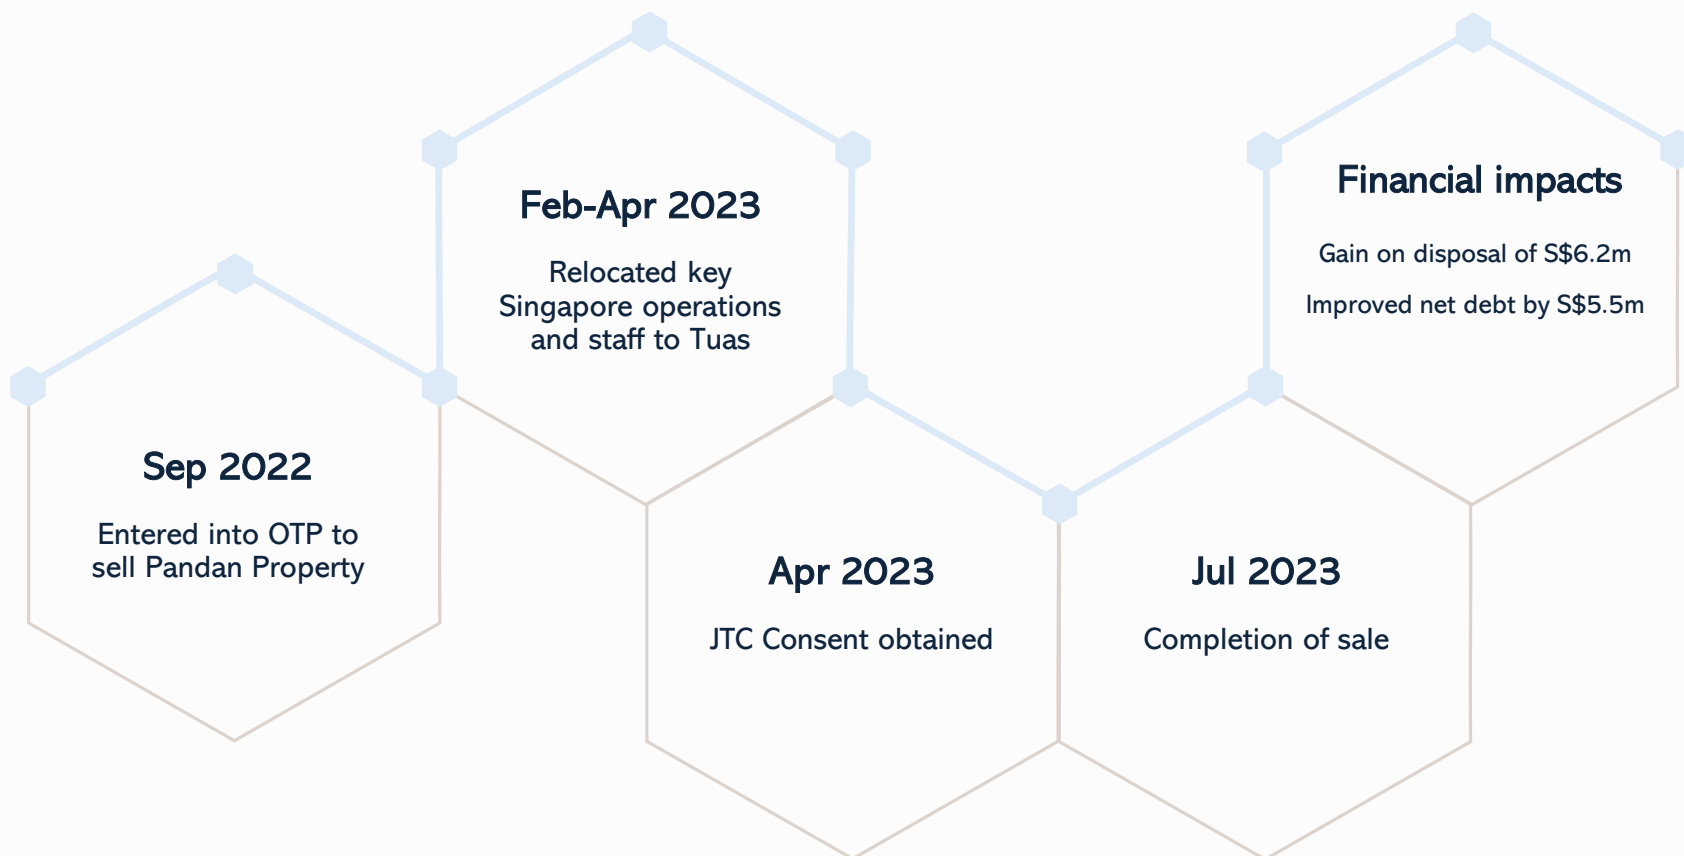 Sep 2022
Entered into OTP to
sell Pandan Property
Feb-Apr 2023
Relocated key
Singapore operations
and staff to Tuas
Apr 2023
JTC Consent obtained
Jul 2023
Completion of sale
Financial impacts
Gain on disposal of S$6.2m
Improved net debt by S$5.5m